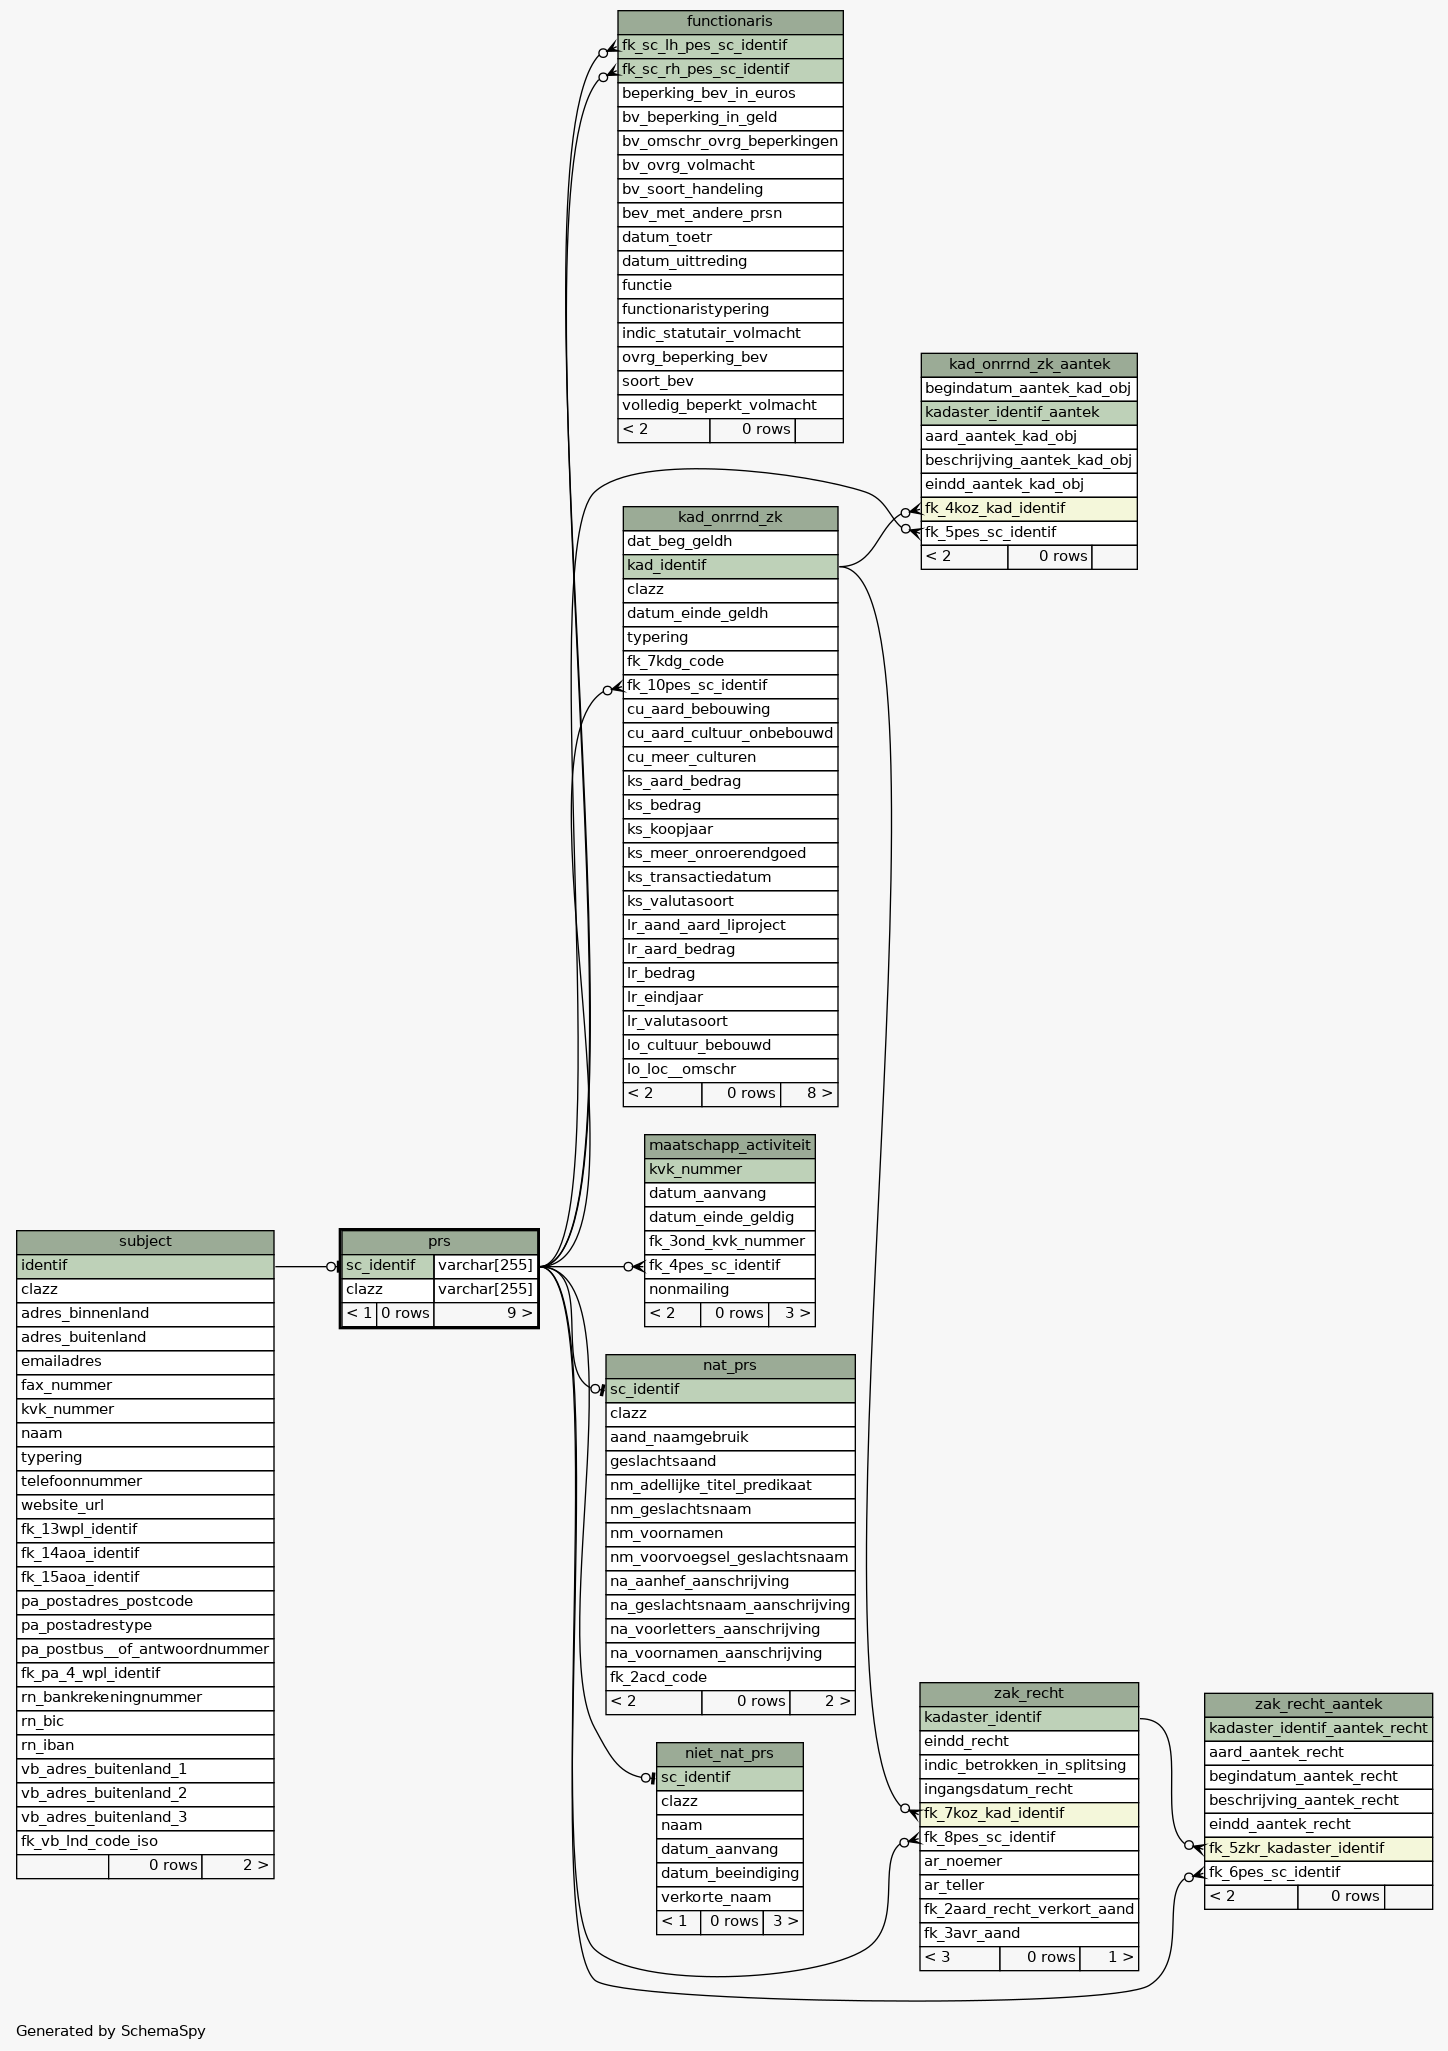 functionaris
fk_sc_lh_pes_sc_identif
fk_sc_rh_pes_sc_identif
beperking_bev_in_euros
bv_beperking_in_geld
bv_omschr_ovrg_beperkingen
bv_ovrg_volmacht
bv_soort_handeling
bev_met_andere_prsn
datum_toetr
datum_uittreding
functie
functionaristypering
indic_statutair_volmacht
ovrg_beperking_bev
soort_bev
volledig_beperkt_volmacht
< 2 0 rows
kad_onrrnd_zk_aantek
begindatum_aantek_kad_obj
kadaster_identif_aantek
aard_aantek_kad_obj
beschrijving_aantek_kad_obj
eindd_aantek_kad_obj
fk_4koz_kad_identif
fk_5pes_sc_identif
< 2 0 rows
kad_onrrnd_zk
dat_beg_geldh
kad_identif
clazz
datum_einde_geldh
typering
fk_7kdg_code
fk_10pes_sc_identif
cu_aard_bebouwing
cu_aard_cultuur_onbebouwd
cu_meer_culturen
ks_aard_bedrag
ks_bedrag
ks_koopjaar
ks_meer_onroerendgoed
ks_transactiedatum
ks_valutasoort
lr_aand_aard_liproject
lr_aard_bedrag
lr_bedrag
lr_eindjaar
lr_valutasoort
lo_cultuur_bebouwd
lo_loc__omschr
< 2 0 rows 8 >
maatschapp_activiteit
kvk_nummer
datum_aanvang
datum_einde_geldig
fk_3ond_kvk_nummer
fk_4pes_sc_identif
nonmailing
< 2 0 rows 3 >
subject
identif
clazz
adres_binnenland
adres_buitenland
emailadres
fax_nummer
kvk_nummer
naam
typering
telefoonnummer
website_url
fk_13wpl_identif
fk_14aoa_identif
fk_15aoa_identif
pa_postadres_postcode
pa_postadrestype
pa_postbus__of_antwoordnummer
fk_pa_4_wpl_identif
rn_bankrekeningnummer
rn_bic
rn_iban
vb_adres_buitenland_1
vb_adres_buitenland_2
vb_adres_buitenland_3
fk_vb_lnd_code_iso
0 rows 2 >
prs
sc_identif varchar[255]
clazz varchar[255]
< 1 0 rows 9 >
nat_prs
sc_identif
clazz
aand_naamgebruik
geslachtsaand
nm_adellijke_titel_predikaat
nm_geslachtsnaam
nm_voornamen
nm_voorvoegsel_geslachtsnaam
na_aanhef_aanschrijving
na_geslachtsnaam_aanschrijving
na_voorletters_aanschrijving
na_voornamen_aanschrijving
fk_2acd_code
< 2 0 rows 2 >
niet_nat_prs
sc_identif
clazz
naam
datum_aanvang
datum_beeindiging
verkorte_naam
< 1 0 rows 3 >
zak_recht
kadaster_identif
eindd_recht
indic_betrokken_in_splitsing
ingangsdatum_recht
fk_7koz_kad_identif
fk_8pes_sc_identif
ar_noemer
ar_teller
fk_2aard_recht_verkort_aand
fk_3avr_aand
< 3 0 rows 1 >
zak_recht_aantek
kadaster_identif_aantek_recht
aard_aantek_recht
begindatum_aantek_recht
beschrijving_aantek_recht
eindd_aantek_recht
fk_5zkr_kadaster_identif
fk_6pes_sc_identif
< 2 0 rows
Generated by SchemaSpy